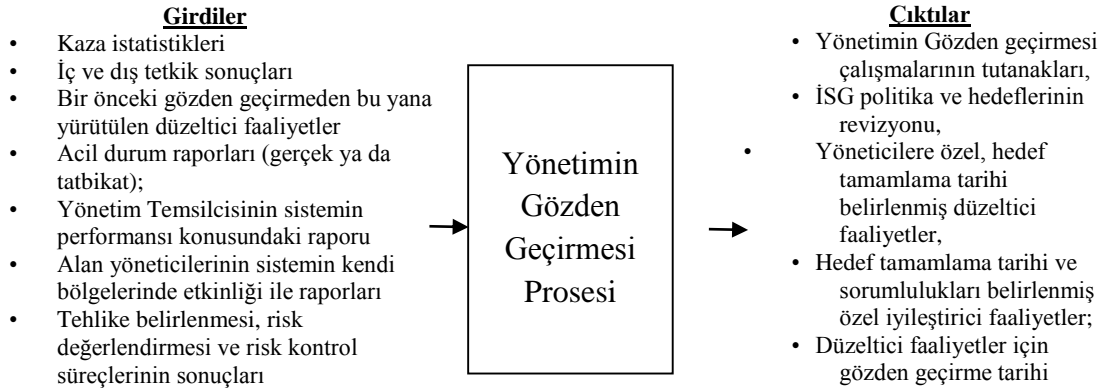 Girdiler
• Kaza istatistikleri
• İç ve dış tetkik sonuçları
• Bir önceki gözden geçirmeden bu yana
yürütülen düzeltici faaliyetler
• Acil durum raporları (gerçek ya da
tatbikat);
• Yönetim Temsilcisinin sistemin
performansı konusundaki raporu
• Alan yöneticilerinin sistemin kendi
bölgelerinde etkinliği ile raporları
• Tehlike belirlenmesi, risk
değerlendirmesi ve risk kontrol
süreçlerinin sonuçları
Yönetimin
Gözden
Geçirmesi
Prosesi
Çıktılar
• Yönetimin Gözden geçirmesi
çalışmalarının tutanakları,
• İSG politika ve hedeflerinin
revizyonu,
• Yöneticilere özel, hedef
tamamlama tarihi
belirlenmiş düzeltici
faaliyetler,
• Hedef tamamlama tarihi ve
sorumlulukları belirlenmiş
özel iyileştirici faaliyetler;
• Düzeltici faaliyetler için
gözden geçirme tarihi